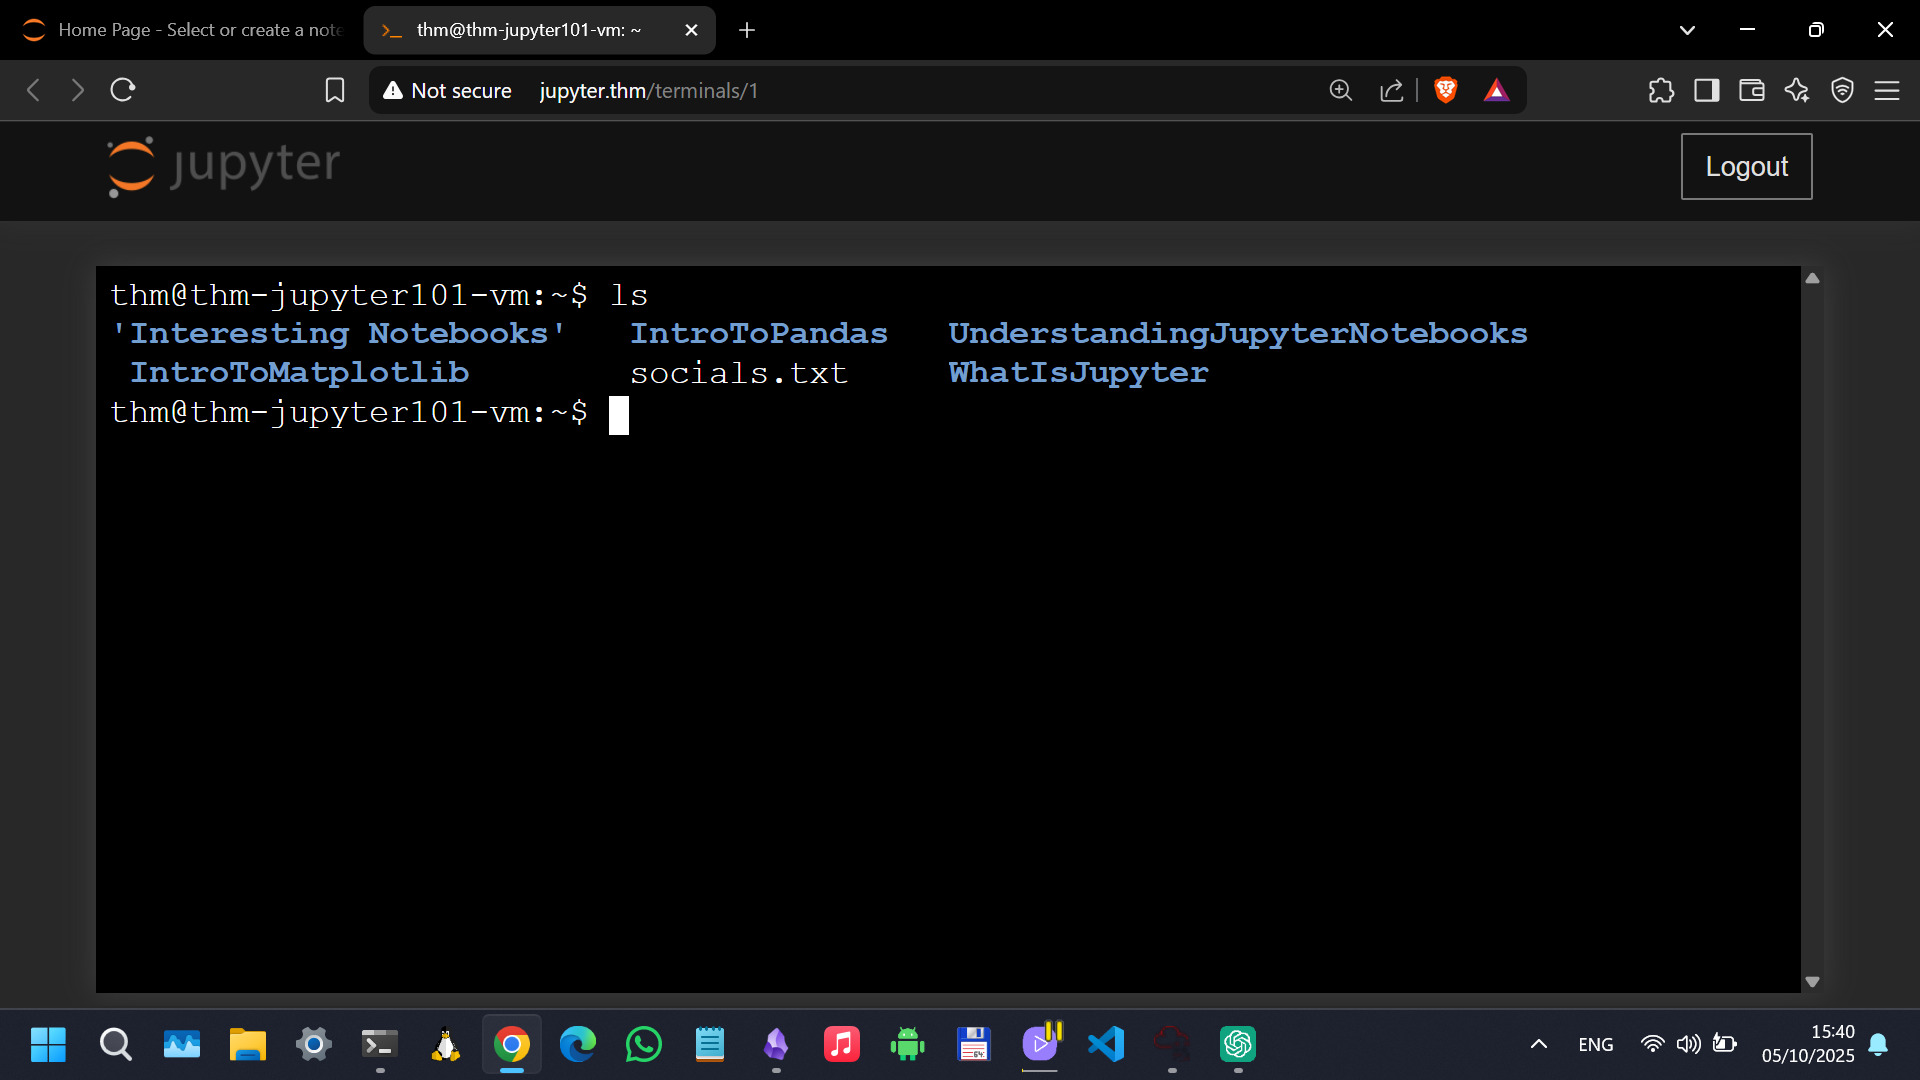 Home Page - Select or create a note
thm@thm-jupyter101-vm: ~
Not secure jupyter.thm/terminals/1
jupyter
Logout
thm@thm-jupyter101-vm:~$ ls
'Interesting Notebooks' IntroToPandas UnderstandingJupyterNotebooks
IntroToMatplotlib socials.txt WhatIsJupyter
thm@thm-jupyter101-vm:~$
64
ENG
15:40
05/10/2025